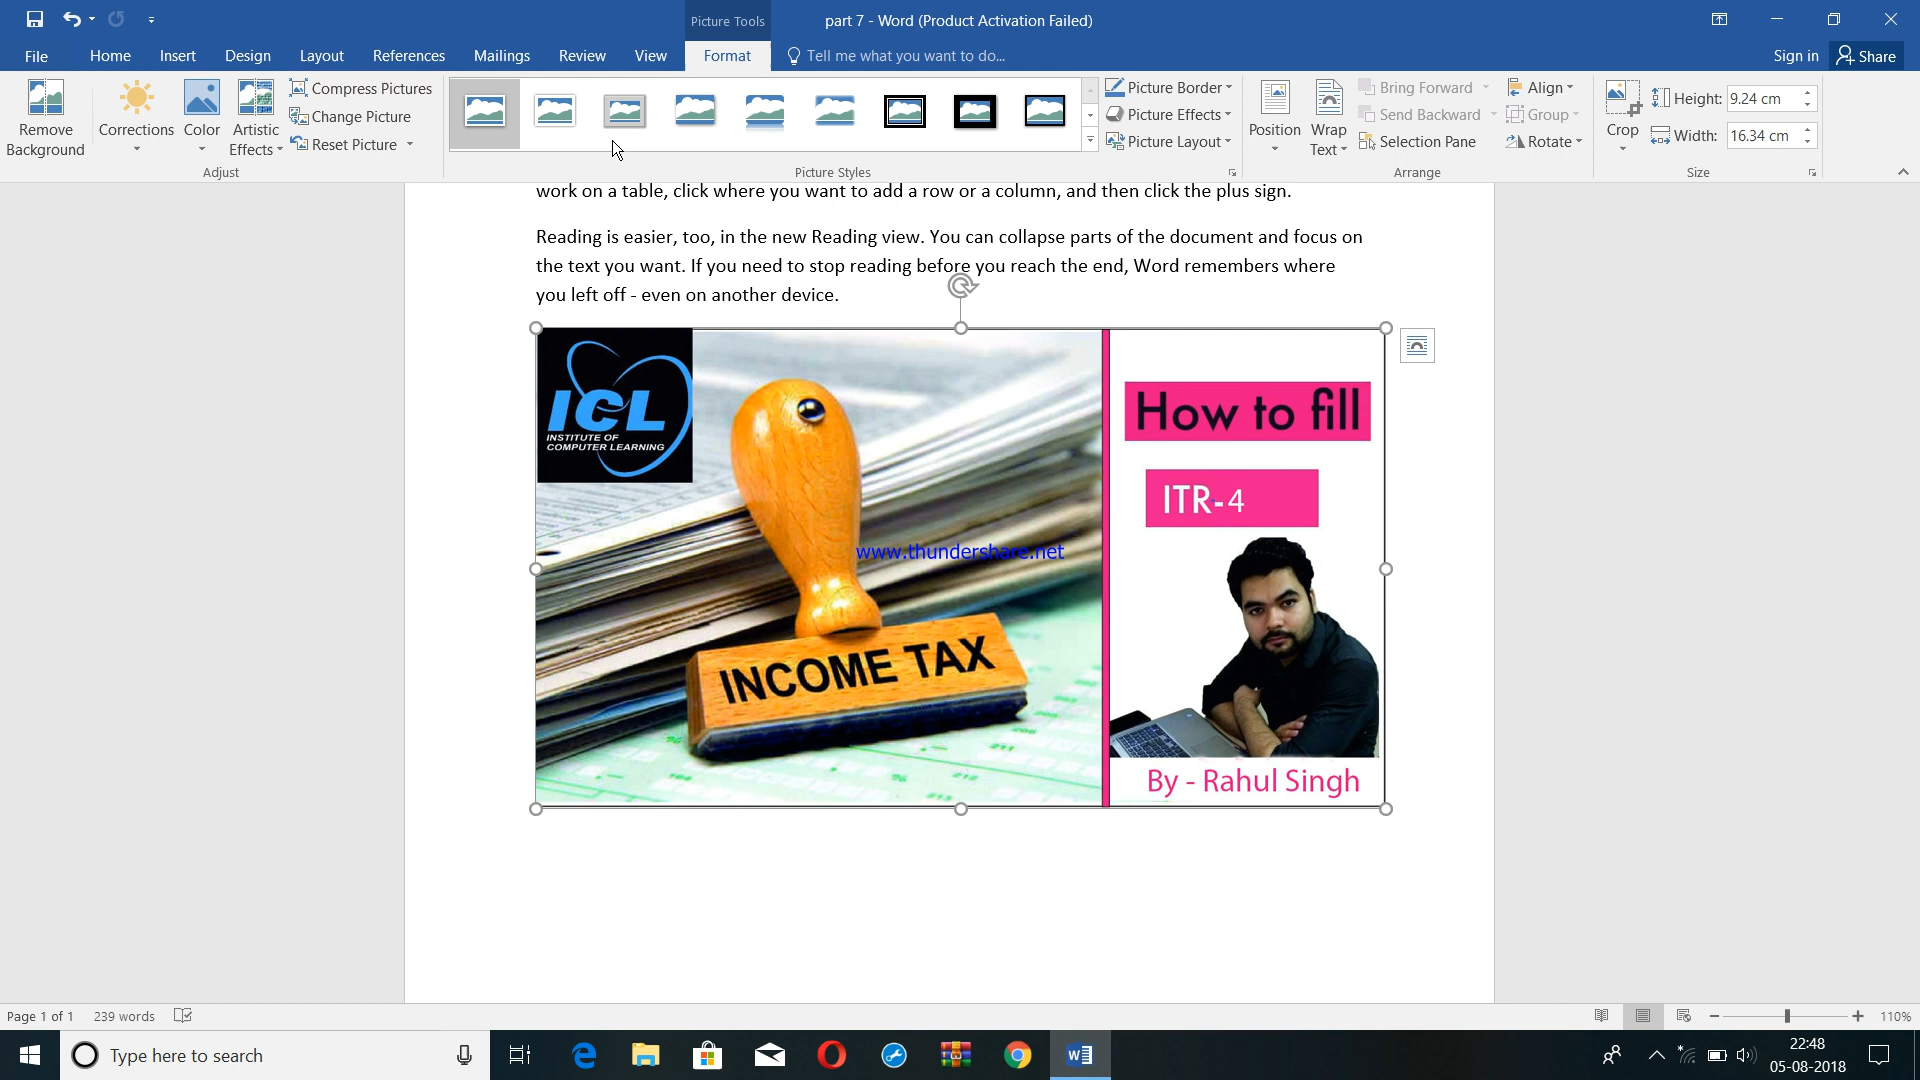 Picture Tools
part 7 - Word (Product Activation Failed)
File Home Insert Design Layout References Mailings Review View Format Tell me what you want to do... Sign in Share
Remove Background
Corrections
Color
Artistic Effects
Compress Pictures
Change Picture
Reset Picture
Adjust
Picture Styles
Picture Border
Picture Effects
Picture Layout
Position
Wrap Text
Bring Forward
Send Backward
Selection Pane
Align
Group
Rotate
Arrange
Crop
Height: 9.24 cm
Width: 16.34 cm
Size
work on a table, click where you want to add a row or a column, and then click the plus sign.
Reading is easier, too, in the new Reading view. You can collapse parts of the document and focus on
the text you want. If you need to stop reading before you reach the end, Word remembers where
you left off - even on another device.
ICL
INSTITUTE OF
COMPUTER LEARNING
How to fill
ITR-4
www.thundershare.net
INCOME TAX
By - Rahul Singh
Page 1 of 1 239 words 110%
Type here to search
22:48
05-08-2018